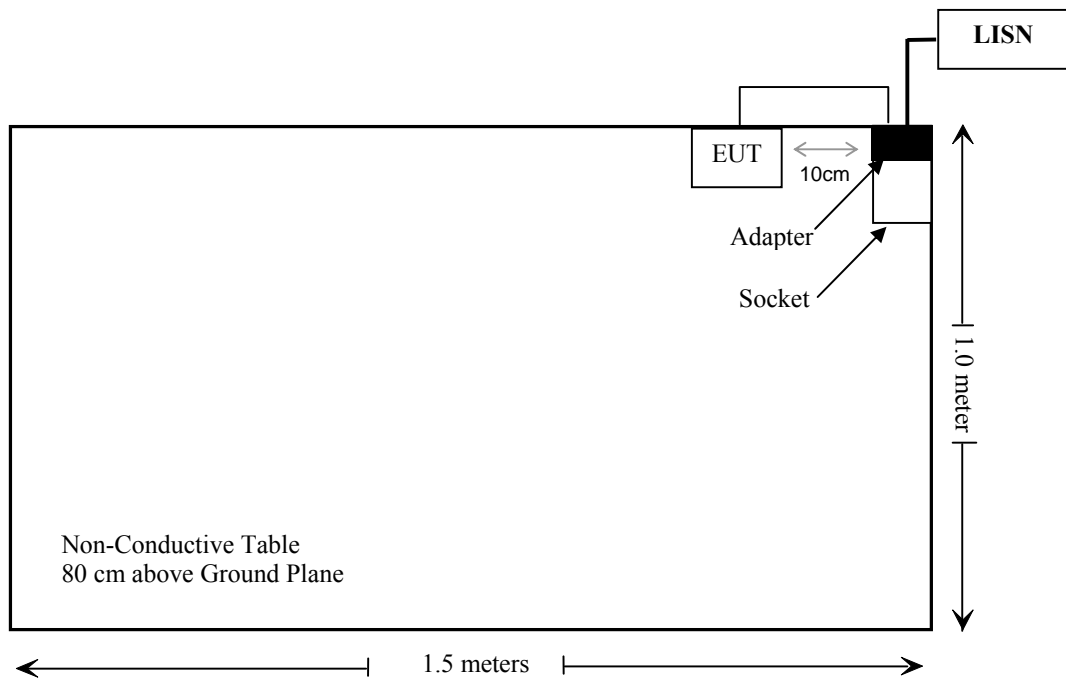 LISN
EUT
10cm
Adapter
Socket
1.0 meter
Non-Conductive Table
80 cm above Ground Plane
1.5 meters